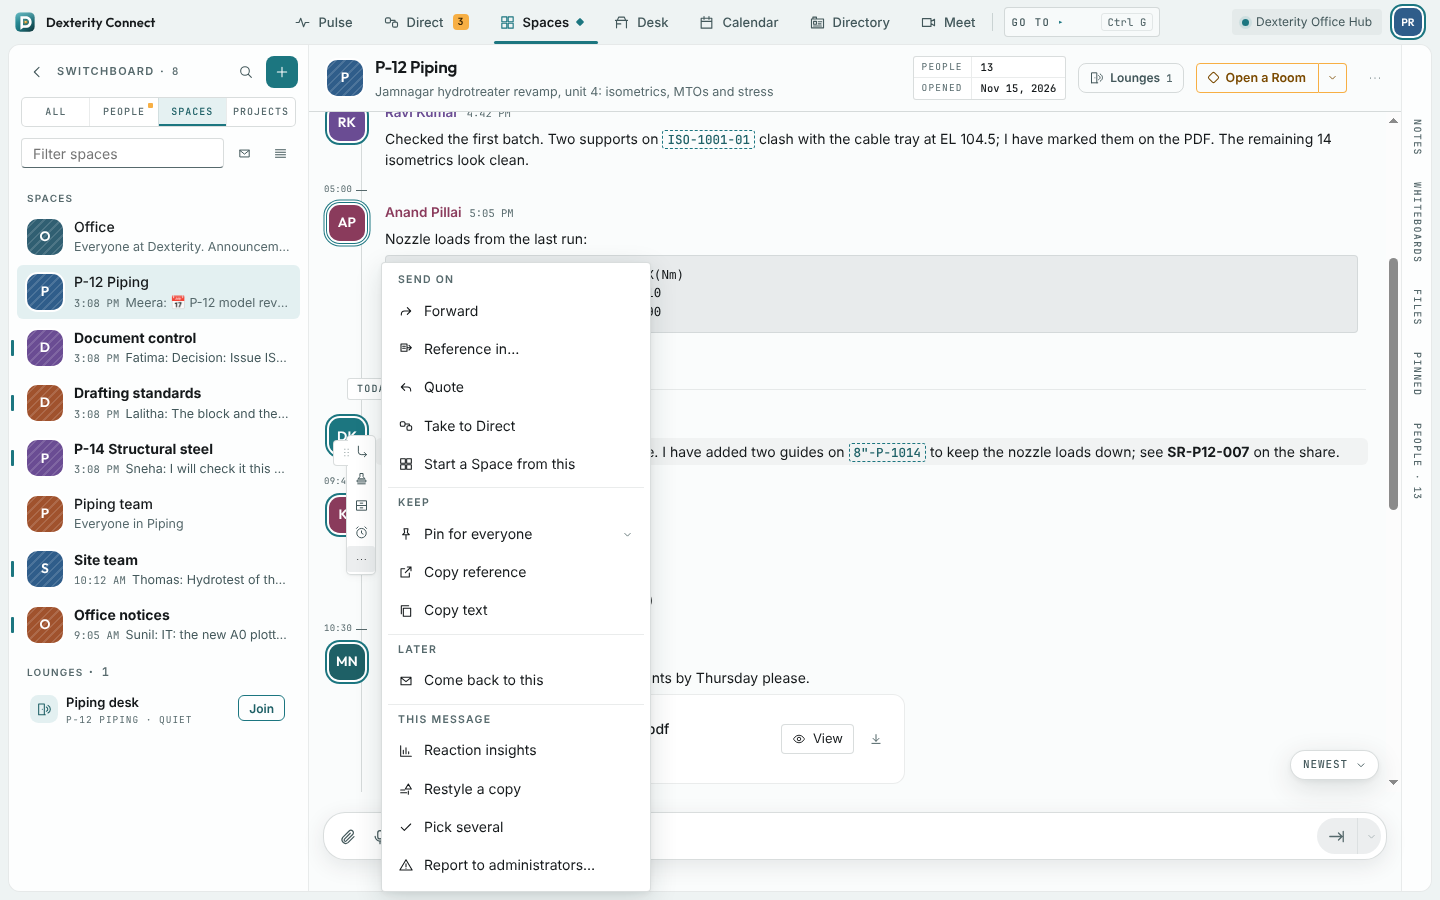 Dexterity Connect
Pulse
Direct 3
Spaces
Desk
Calendar
Directory
Meet
GO TO
Ctrl G
Dexterity Office Hub
PR
SWITCHBOARD · 8
ALL
PEOPLE
SPACES
PROJECTS
Filter spaces
SPACES
O
Office
Everyone at Dexterity. Announcem...
P
P-12 Piping
3:08 PM Meera: 📅 P-12 model rev...
D
Document control
3:08 PM Fatima: Decision: Issue IS...
D
Drafting standards
3:08 PM Lalitha: The block and the...
P
P-14 Structural steel
3:08 PM Sneha: I will check it this ...
P
Piping team
Everyone in Piping
S
Site team
10:12 AM Thomas: Hydrotest of th...
O
Office notices
9:05 AM Sunil: IT: the new A0 plott...
LOUNGES · 1
Piping desk
P-12 PIPING · QUIET
Join
P
P-12 Piping
Jamnagar hydrotreater revamp, unit 4: isometrics, MTOs and stress
PEOPLE 13
OPENED Nov 15, 2026
Lounges 1
Open a Room
RK
Ravi Kumar 4:42 PM
Checked the first batch. Two supports on ISO-1001-01 clash with the cable tray at EL 104.5; I have marked them on the PDF. The remaining 14
isometrics look clean.
05:00
AP
Anand Pillai 5:05 PM
Nozzle loads from the last run:
(Nm)
SEND ON
Forward
Reference in...
Quote
Take to Direct
Start a Space from this
KEEP
Pin for everyone
Copy reference
Copy text
LATER
Come back to this
THIS MESSAGE
Reaction insights
Restyle a copy
Pick several
Report to administrators...
. I have added two guides on 8"-P-1014 to keep the nozzle loads down; see SR-P12-007 on the share.
10:30
MN
nts by Thursday please.
View
NEWEST
NOTES
WHITEBOARDS
FILES
PINNED
PEOPLE · 13